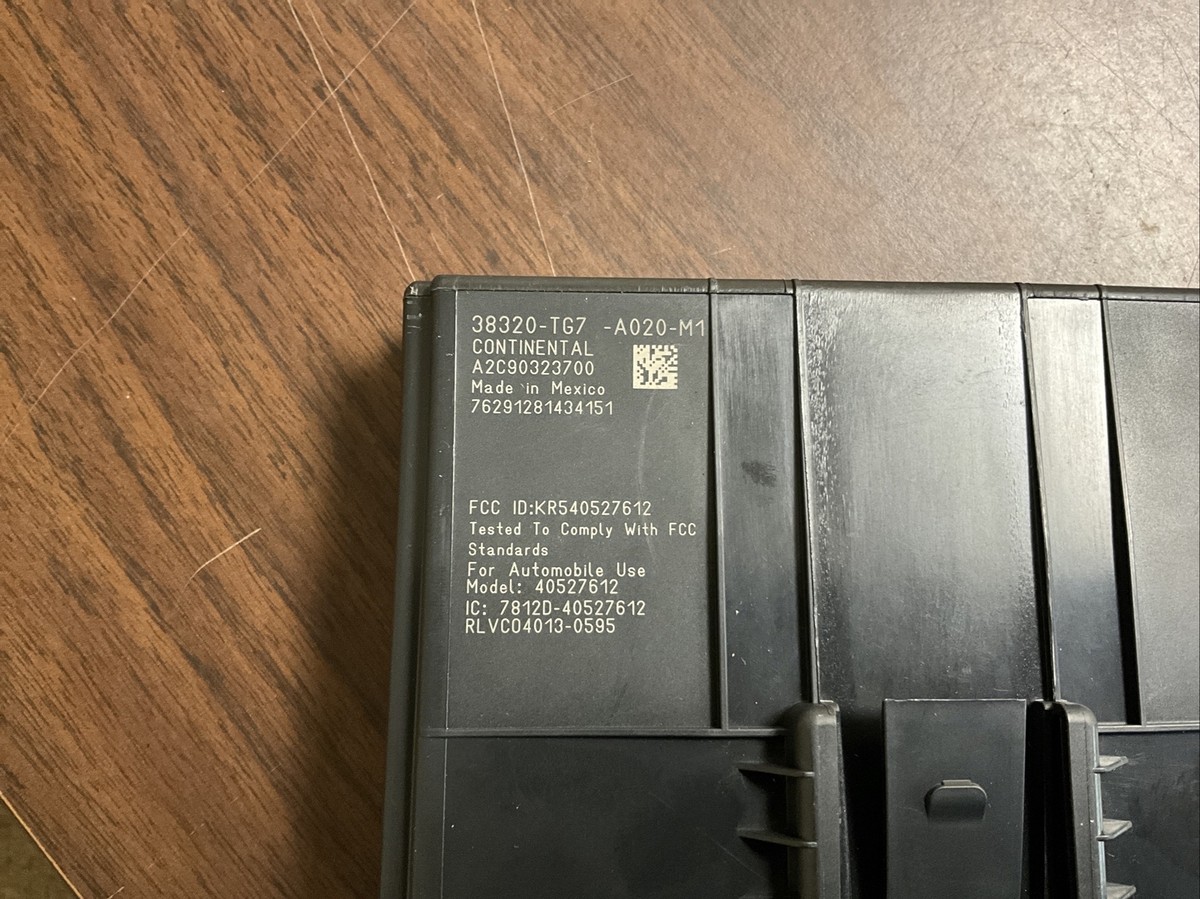 38320-TG7 -A020-M1
CONTINENTAL
A2C90323700
Made in Mexico
76291281434151
FCC ID:KR540527612
Tested To Comply With FCC
Standards
For Automobile Use
Model: 40527612
IC: 7812D-40527612
RLVCO4013-0595